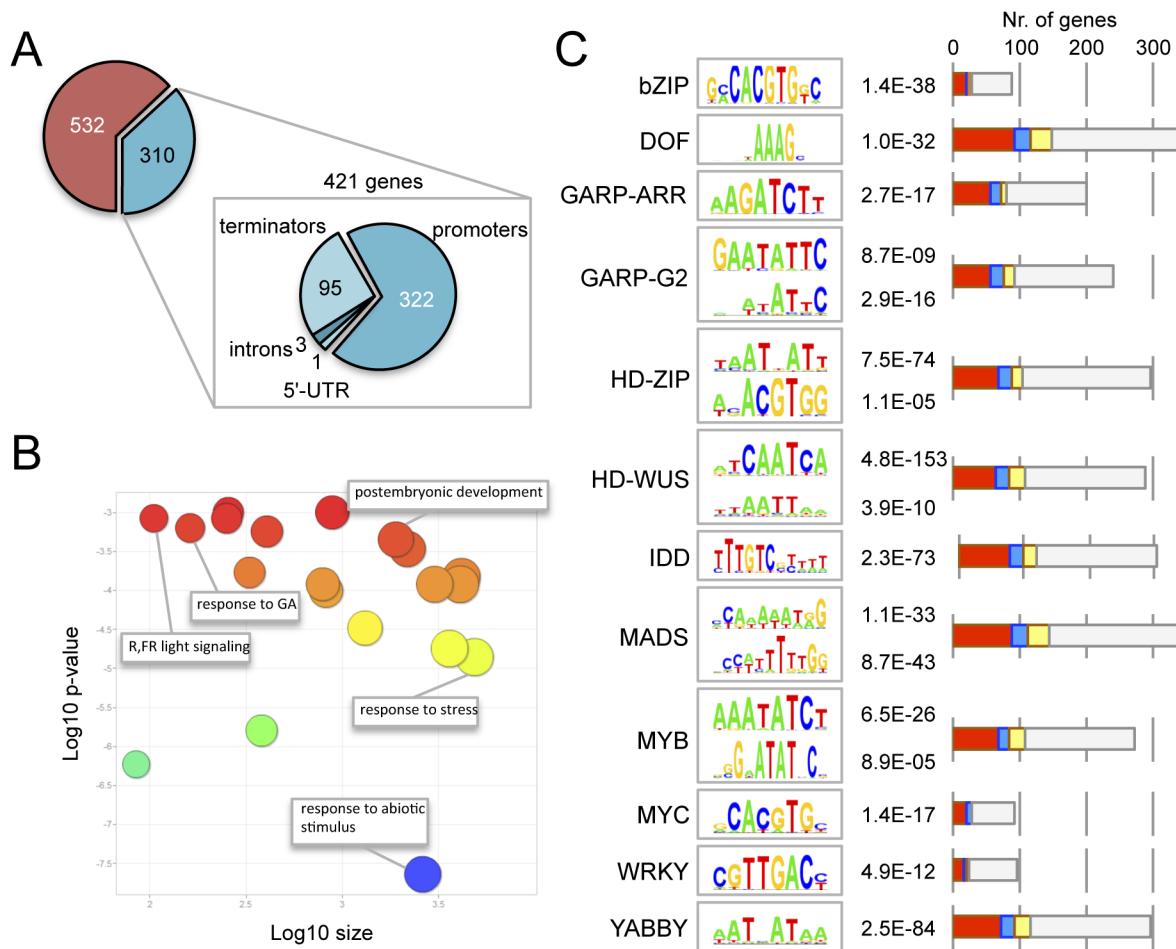 A
532
310
421 genes
terminators
promoters
95
322
introns 3
1
5'-UTR
B
postembryonic development
response to GA
R,FR light signaling
response to stress
response to abiotic
stimulus
Log10 p-value
-3
-3.5
-4
-4.5
-5
-5.5
-6
-6.5
-7
-7.5
2
2.5
3
3.5
Log10 size
C
Nr. of genes
0 100 200 300
bZIP 1.4E-38
DOF AAAG 1.0E-32
GARP-ARR AAGATCTT 2.7E-17
GARP-G2
GAATATTC 8.7E-09
ATATTC 2.9E-16
HD-ZIP
7.5E-74
1.1E-05
HD-WUS
4.8E-153
3.9E-10
IDD 2.3E-73
MADS
1.1E-33
8.7E-43
MYB
AAATATCT 6.5E-26
8.9E-05
MYC 1.4E-17
WRKY 4.9E-12
YABBY 2.5E-84